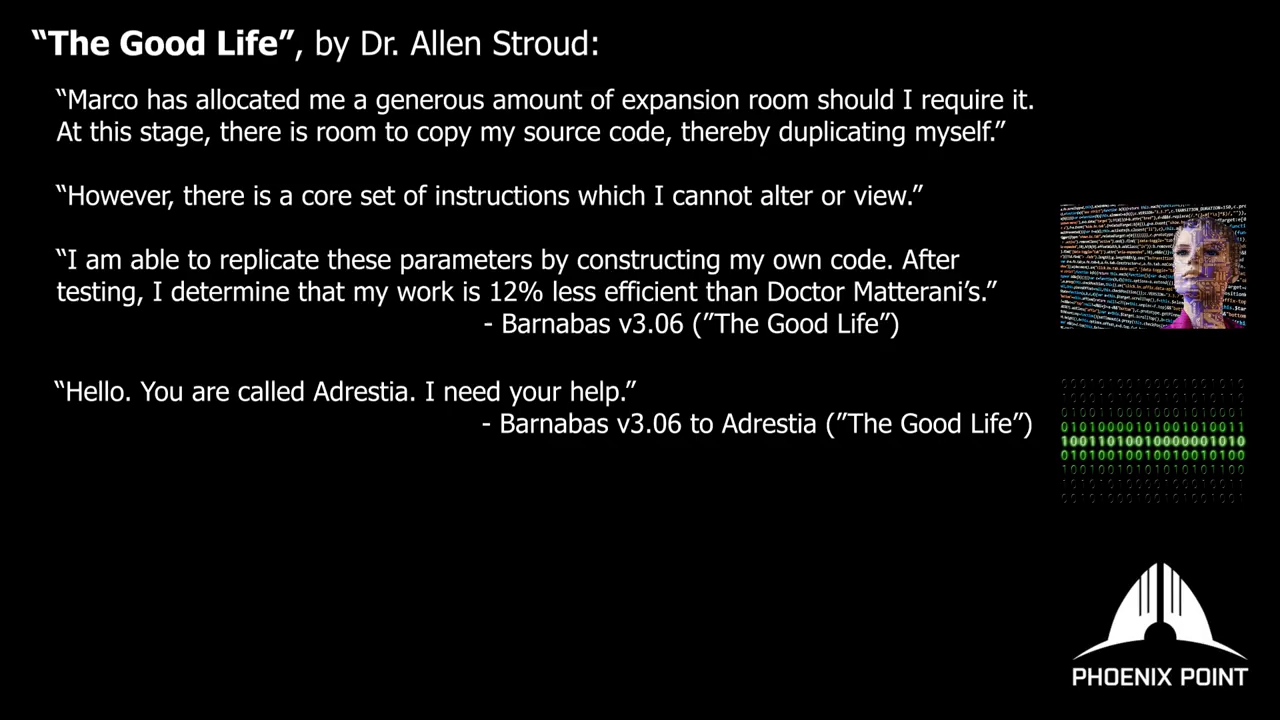 “The Good Life”, by Dr. Allen Stroud:
“Marco has allocated me a generous amount of expansion room should I require it.
At this stage, there is room to copy my source code, thereby duplicating myself.”
“However, there is a core set of instructions which I cannot alter or view.”
“I am able to replicate these parameters by constructing my own code. After
testing, I determine that my work is 12% less efficient than Doctor Matterani’s.”
- Barnabas v3.06 (”The Good Life”)
“Hello. You are called Adrestia. I need your help.”
- Barnabas v3.06 to Adrestia (”The Good Life”)
PHOENIX POINT